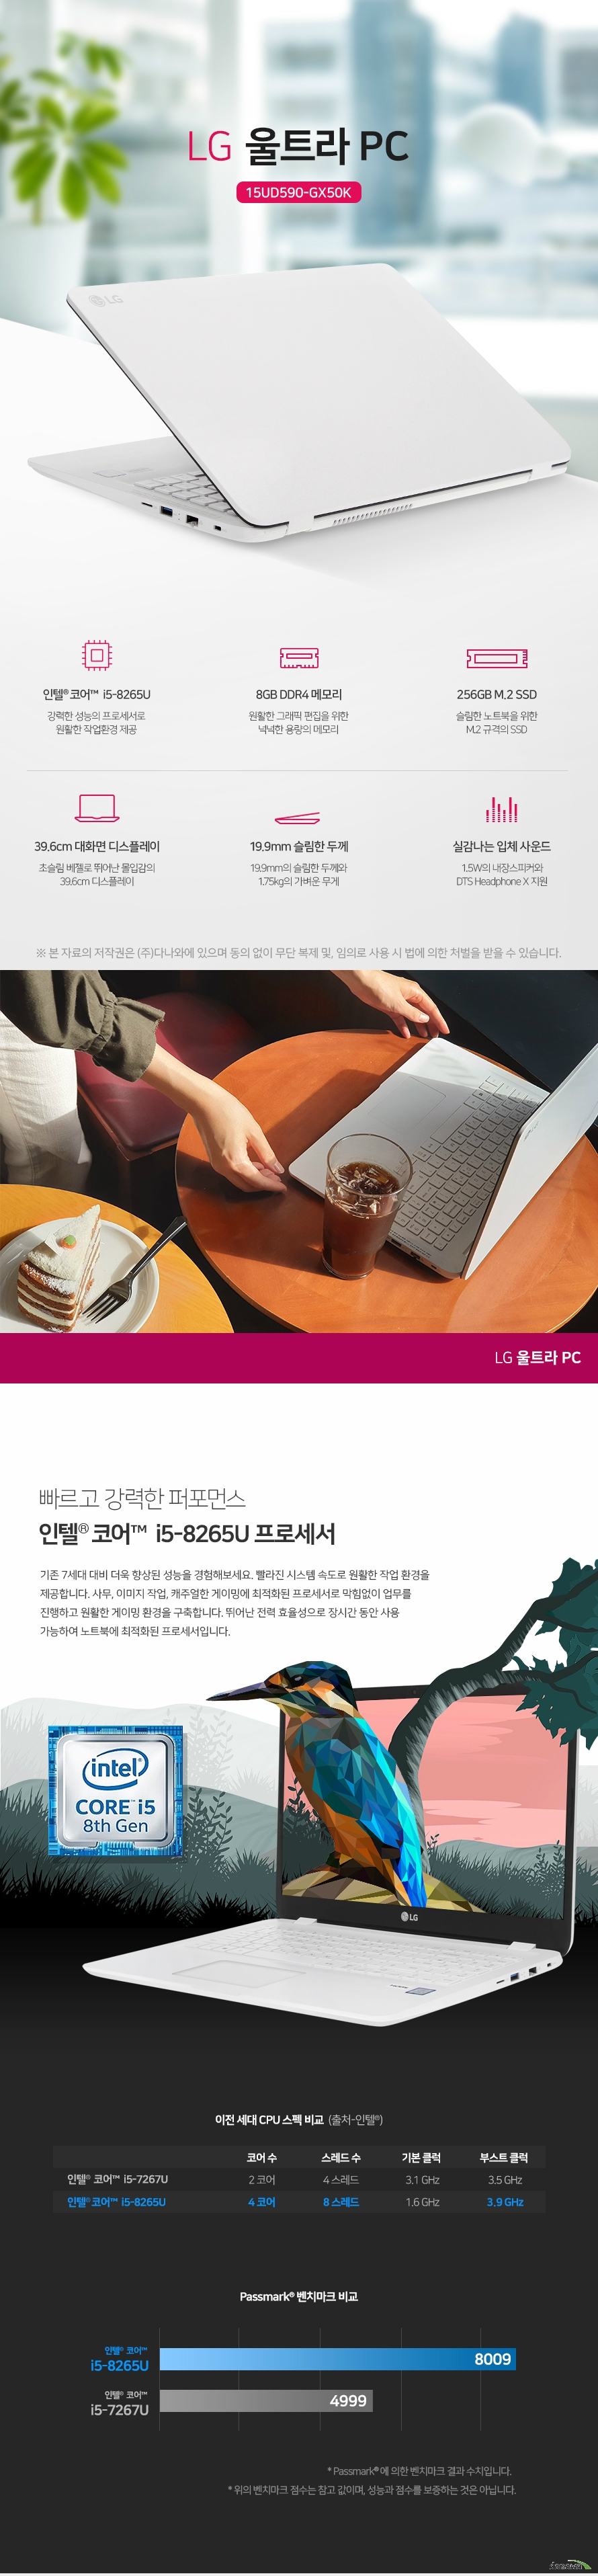 LG 울트라 PC
15UD590-GX50K
LG
인텔® 코어™ i5-8265U
강력한 성능의 프로세서로
원활한 작업환경 제공
8GB DDR4 메모리
원활한 그래픽 편집을 위한
넉넉한 용량의 메모리
256GB M.2 SSD
슬림한 노트북을 위한
M.2 규격의 SSD
39.6cm 대화면 디스플레이
초슬림 베젤로 뛰어난 몰입감의
39.6cm 디스플레이
19.9mm 슬림한 두께
19.9mm의 슬림한 두께와
1.75kg의 가벼운 무게
실감나는 입체 사운드
1.5W의 내장스피커와
DTS Headphone X 지원
※ 본 자료의 저작권은 (주)다나와에 있으며 동의 없이 무단 복제 및, 임의로 사용 시 법에 의한 처벌을 받을 수 있습니다.
LG 울트라 PC
빠르고 강력한 퍼포먼스
인텔® 코어™ i5-8265U 프로세서
기존 7세대 대비 더욱 향상된 성능을 경험해보세요. 빨라진 시스템 속도로 원활한 작업 환경을
제공합니다. 사무, 이미지 작업, 캐주얼한 게이밍에 최적화된 프로세서로 막힘없이 업무를
진행하고 원활한 게이밍 환경을 구축합니다. 뛰어난 전력 효율성으로 장시간 동안 사용
가능하여 노트북에 최적화된 프로세서입니다.
intel®
CORE™ i5
8th Gen
LG
이전 세대 CPU 스펙 비교 (출처-인텔®)
코어 수 스레드 수 기본 클럭 부스트 클럭
인텔® 코어™ i5-7267U 2 코어 4 스레드 3.1 GHz 3.5 GHz
인텔® 코어™ i5-8265U 4 코어 8 스레드 1.6 GHz 3.9 GHz
Passmark® 벤치마크 비교
인텔® 코어™
i5-8265U 8009
인텔® 코어™
i5-7267U 4999
* Passmark® 에 의한 벤치마크 결과 수치입니다.
* 위의 벤치마크 점수는 참고 값이며, 성능과 점수를 보증하는 것은 아닙니다.